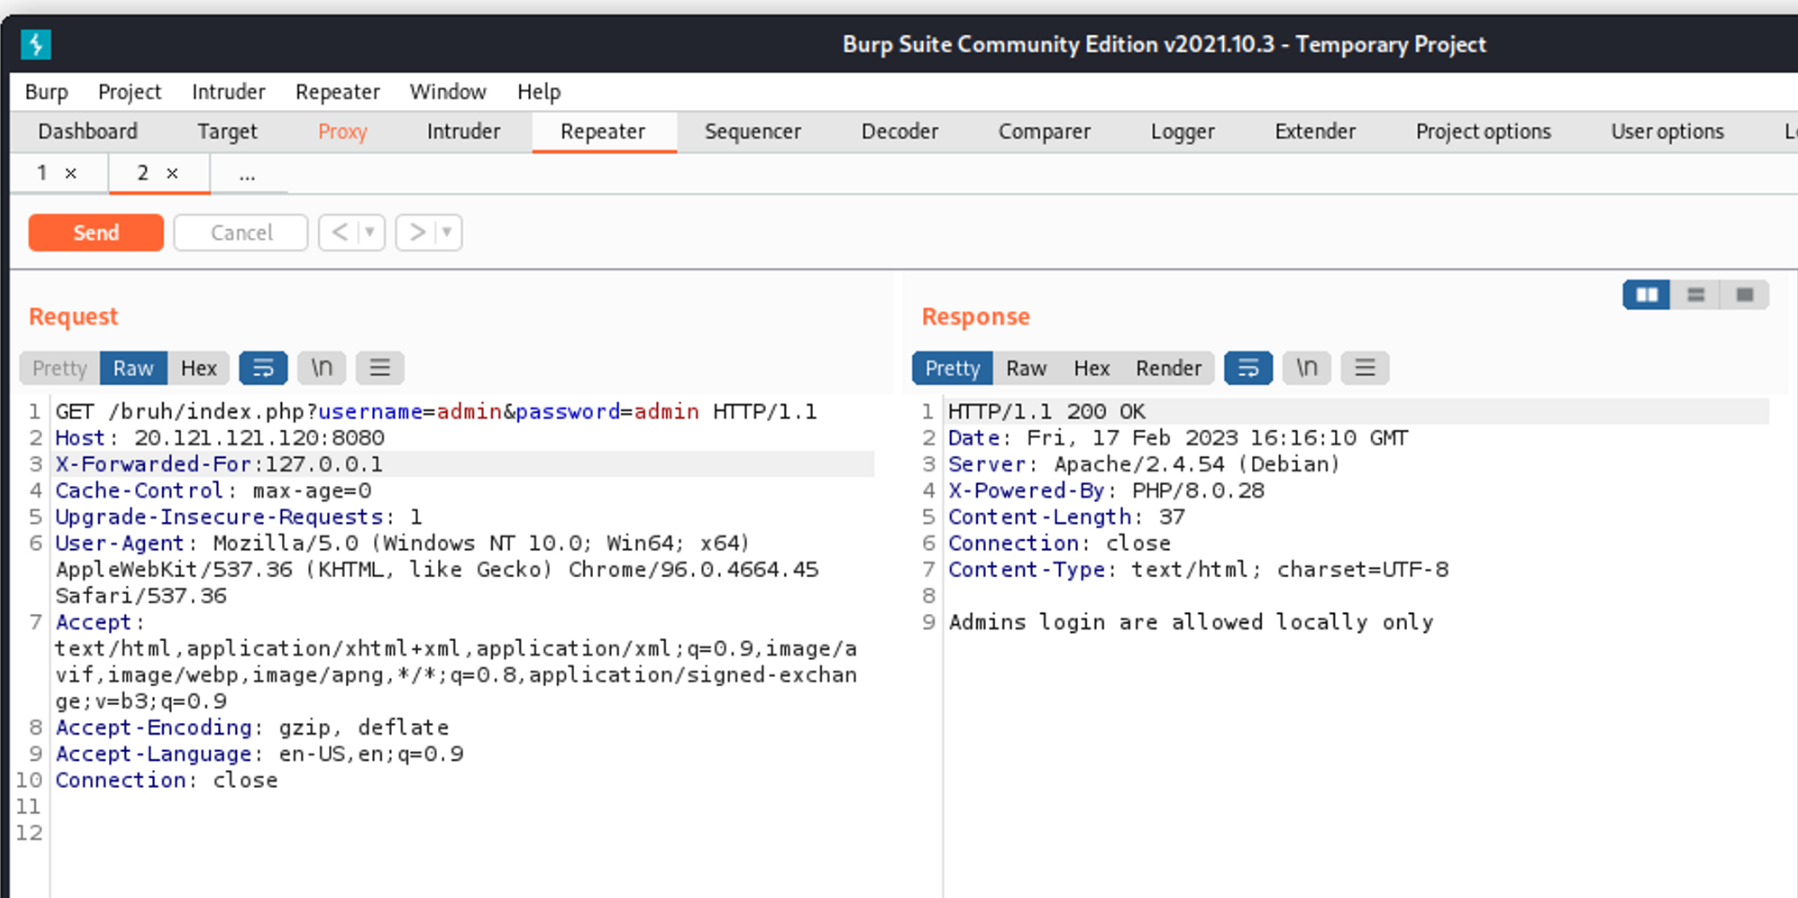 Burp Suite Community Edition v2021.10.3 - Temporary Project
Burp Project Intruder Repeater Window Help
Dashboard Target Proxy Intruder Repeater Sequencer Decoder Comparer Logger Extender Project options User options
1 × 2 × ...
Send Cancel < ▼ > ▼
Request
Pretty Raw Hex \n
1 GET /bruh/index.php?username=admin&password=admin HTTP/1.1
2 Host: 20.121.121.120:8080
3 X-Forwarded-For:127.0.0.1
4 Cache-Control: max-age=0
5 Upgrade-Insecure-Requests: 1
6 User-Agent: Mozilla/5.0 (Windows NT 10.0; Win64; x64)
AppleWebKit/537.36 (KHTML, like Gecko) Chrome/96.0.4664.45
Safari/537.36
7 Accept:
text/html,application/xhtml+xml,application/xml;q=0.9,image/a
vif,image/webp,image/apng,*/*;q=0.8,application/signed-exchan
ge;v=b3;q=0.9
8 Accept-Encoding: gzip, deflate
9 Accept-Language: en-US,en;q=0.9
10 Connection: close
11
12
Response
Pretty Raw Hex Render \n
1 HTTP/1.1 200 OK
2 Date: Fri, 17 Feb 2023 16:16:10 GMT
3 Server: Apache/2.4.54 (Debian)
4 X-Powered-By: PHP/8.0.28
5 Content-Length: 37
6 Connection: close
7 Content-Type: text/html; charset=UTF-8
8
9 Admins login are allowed locally only